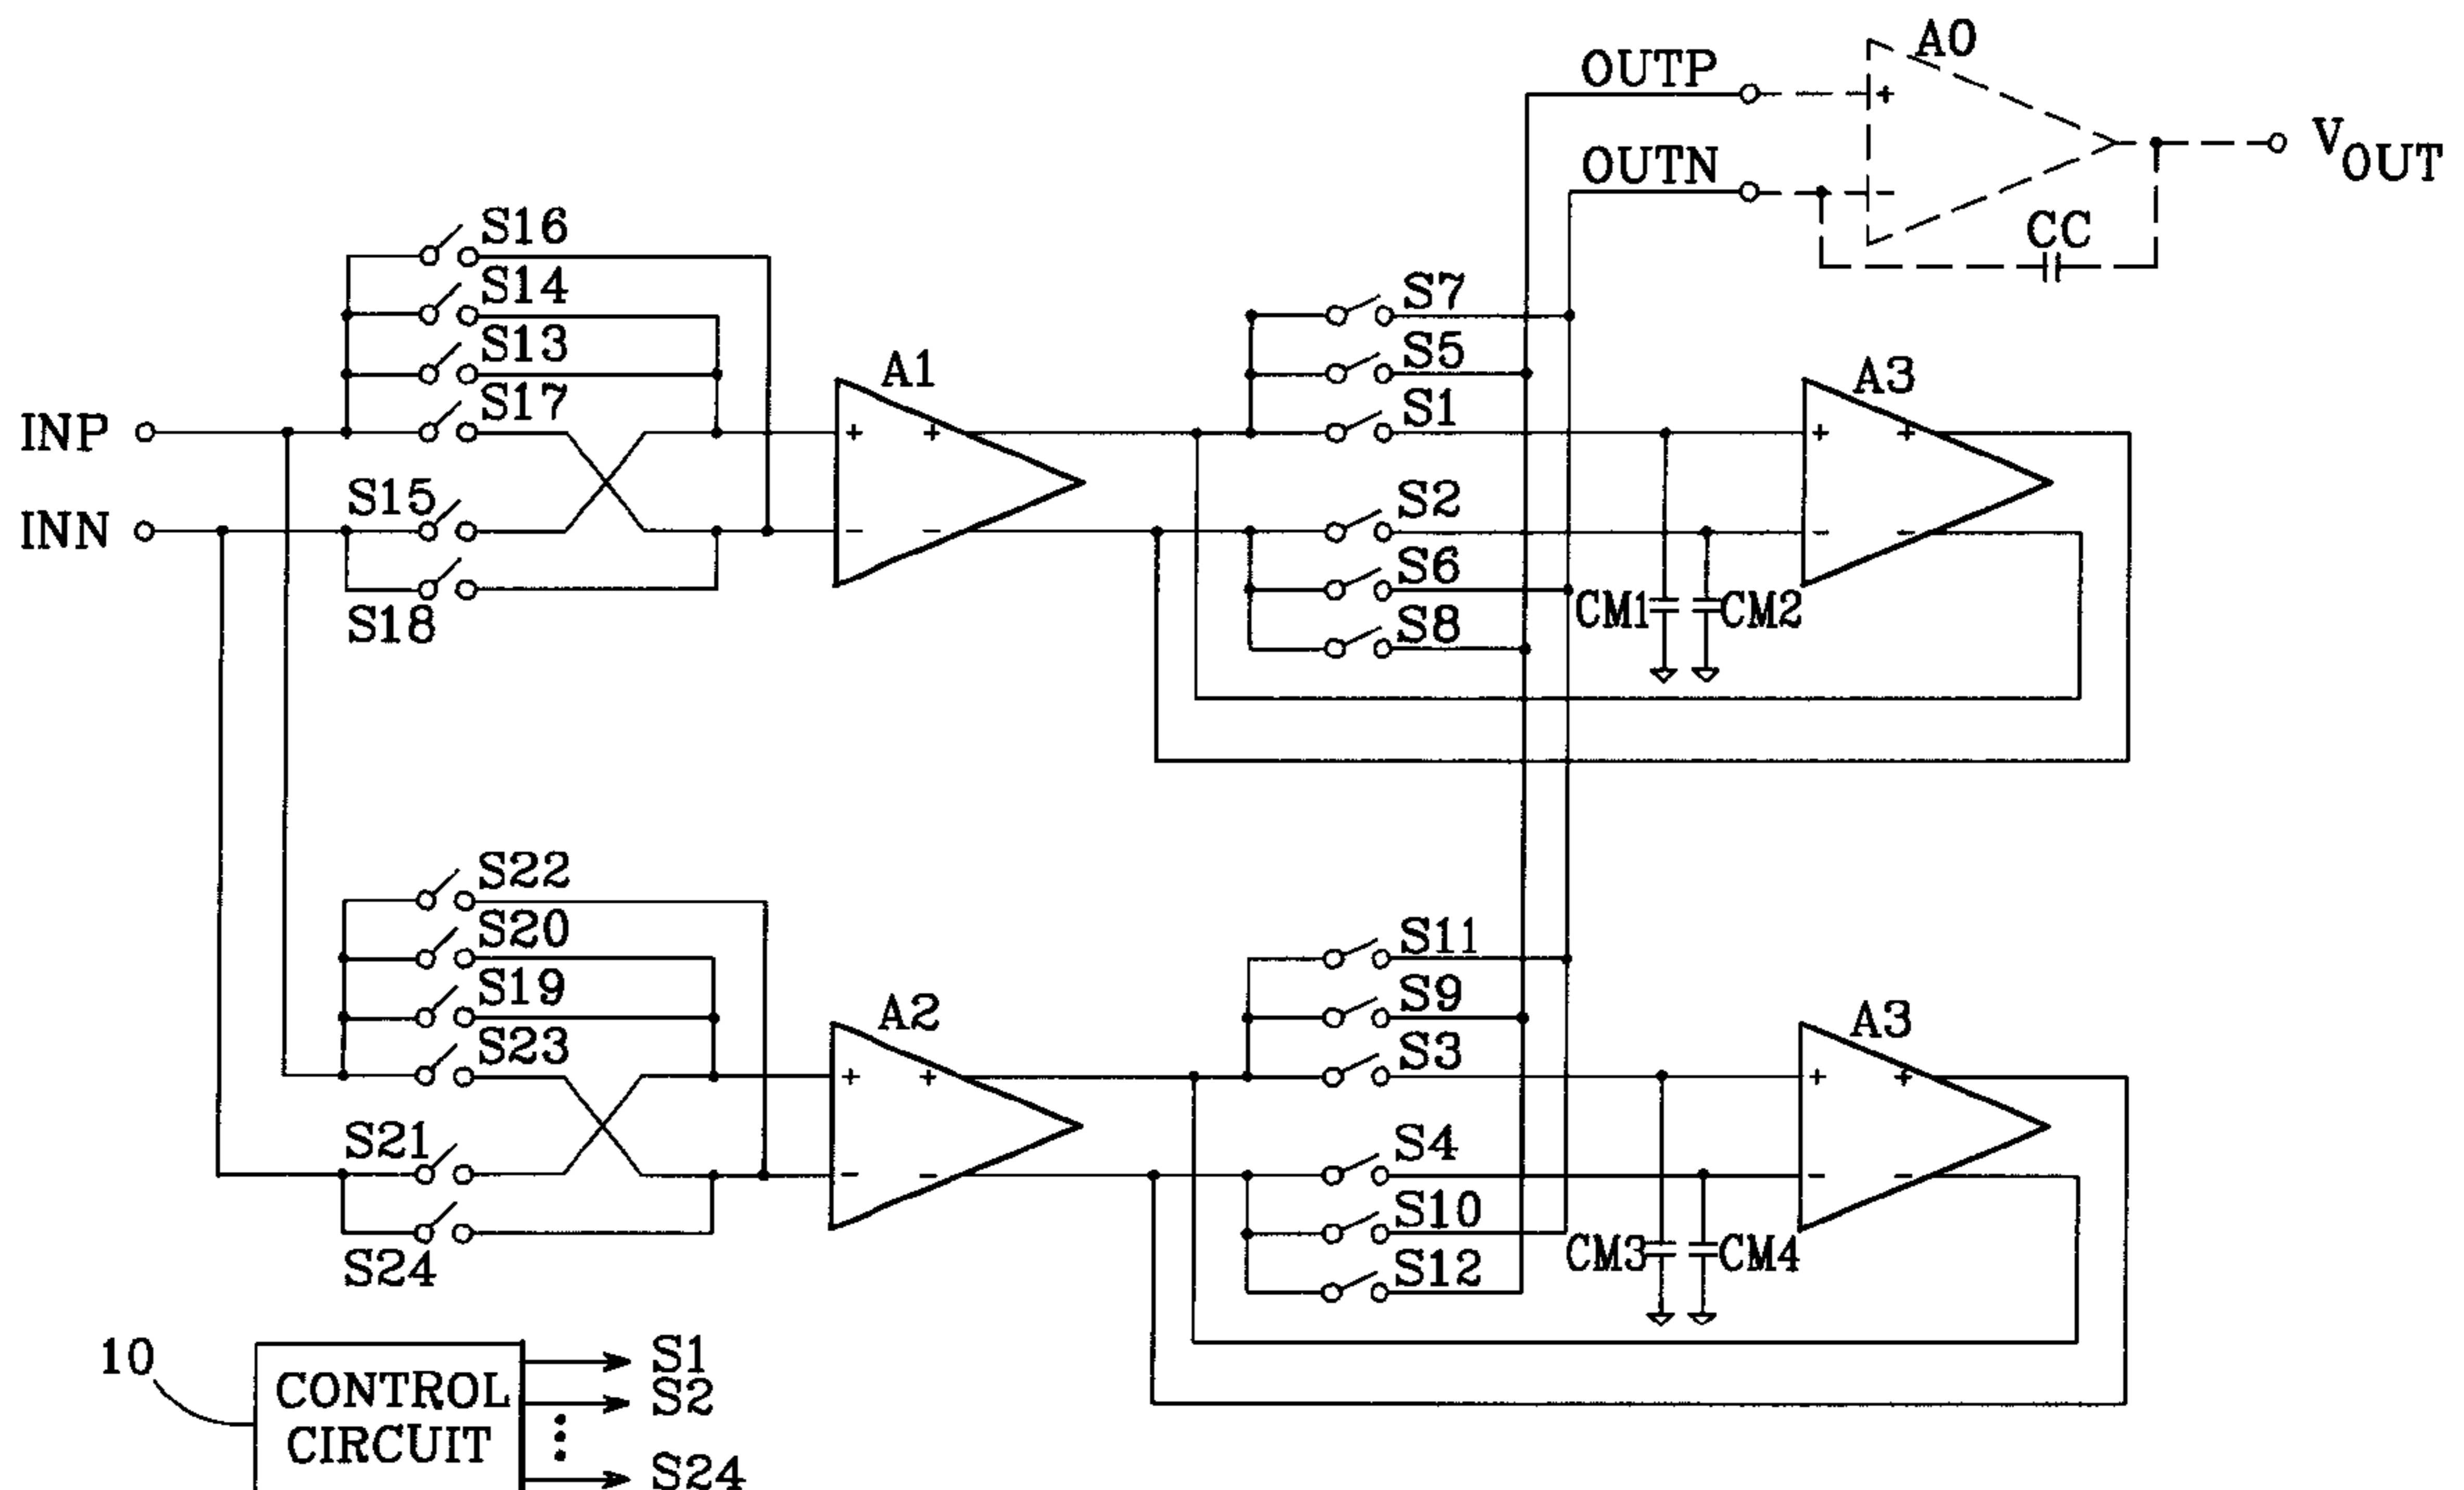 A0
OUTP
+
OUTN
-
V OUT
CC
S16
S14
S13
S17
INP
INN
S15
S18
A1
+ +
- -
S7
S5
S1
S2
S6
S8
A3
+ +
- -
CM1 CM2
S22
S20
S19
S23
S21
S24
A2
+ +
- -
S11
S9
S3
S4
S10
S12
A3
+ +
- -
CM3 CM4
10
CONTROL
CIRCUIT
S1
S2
S24